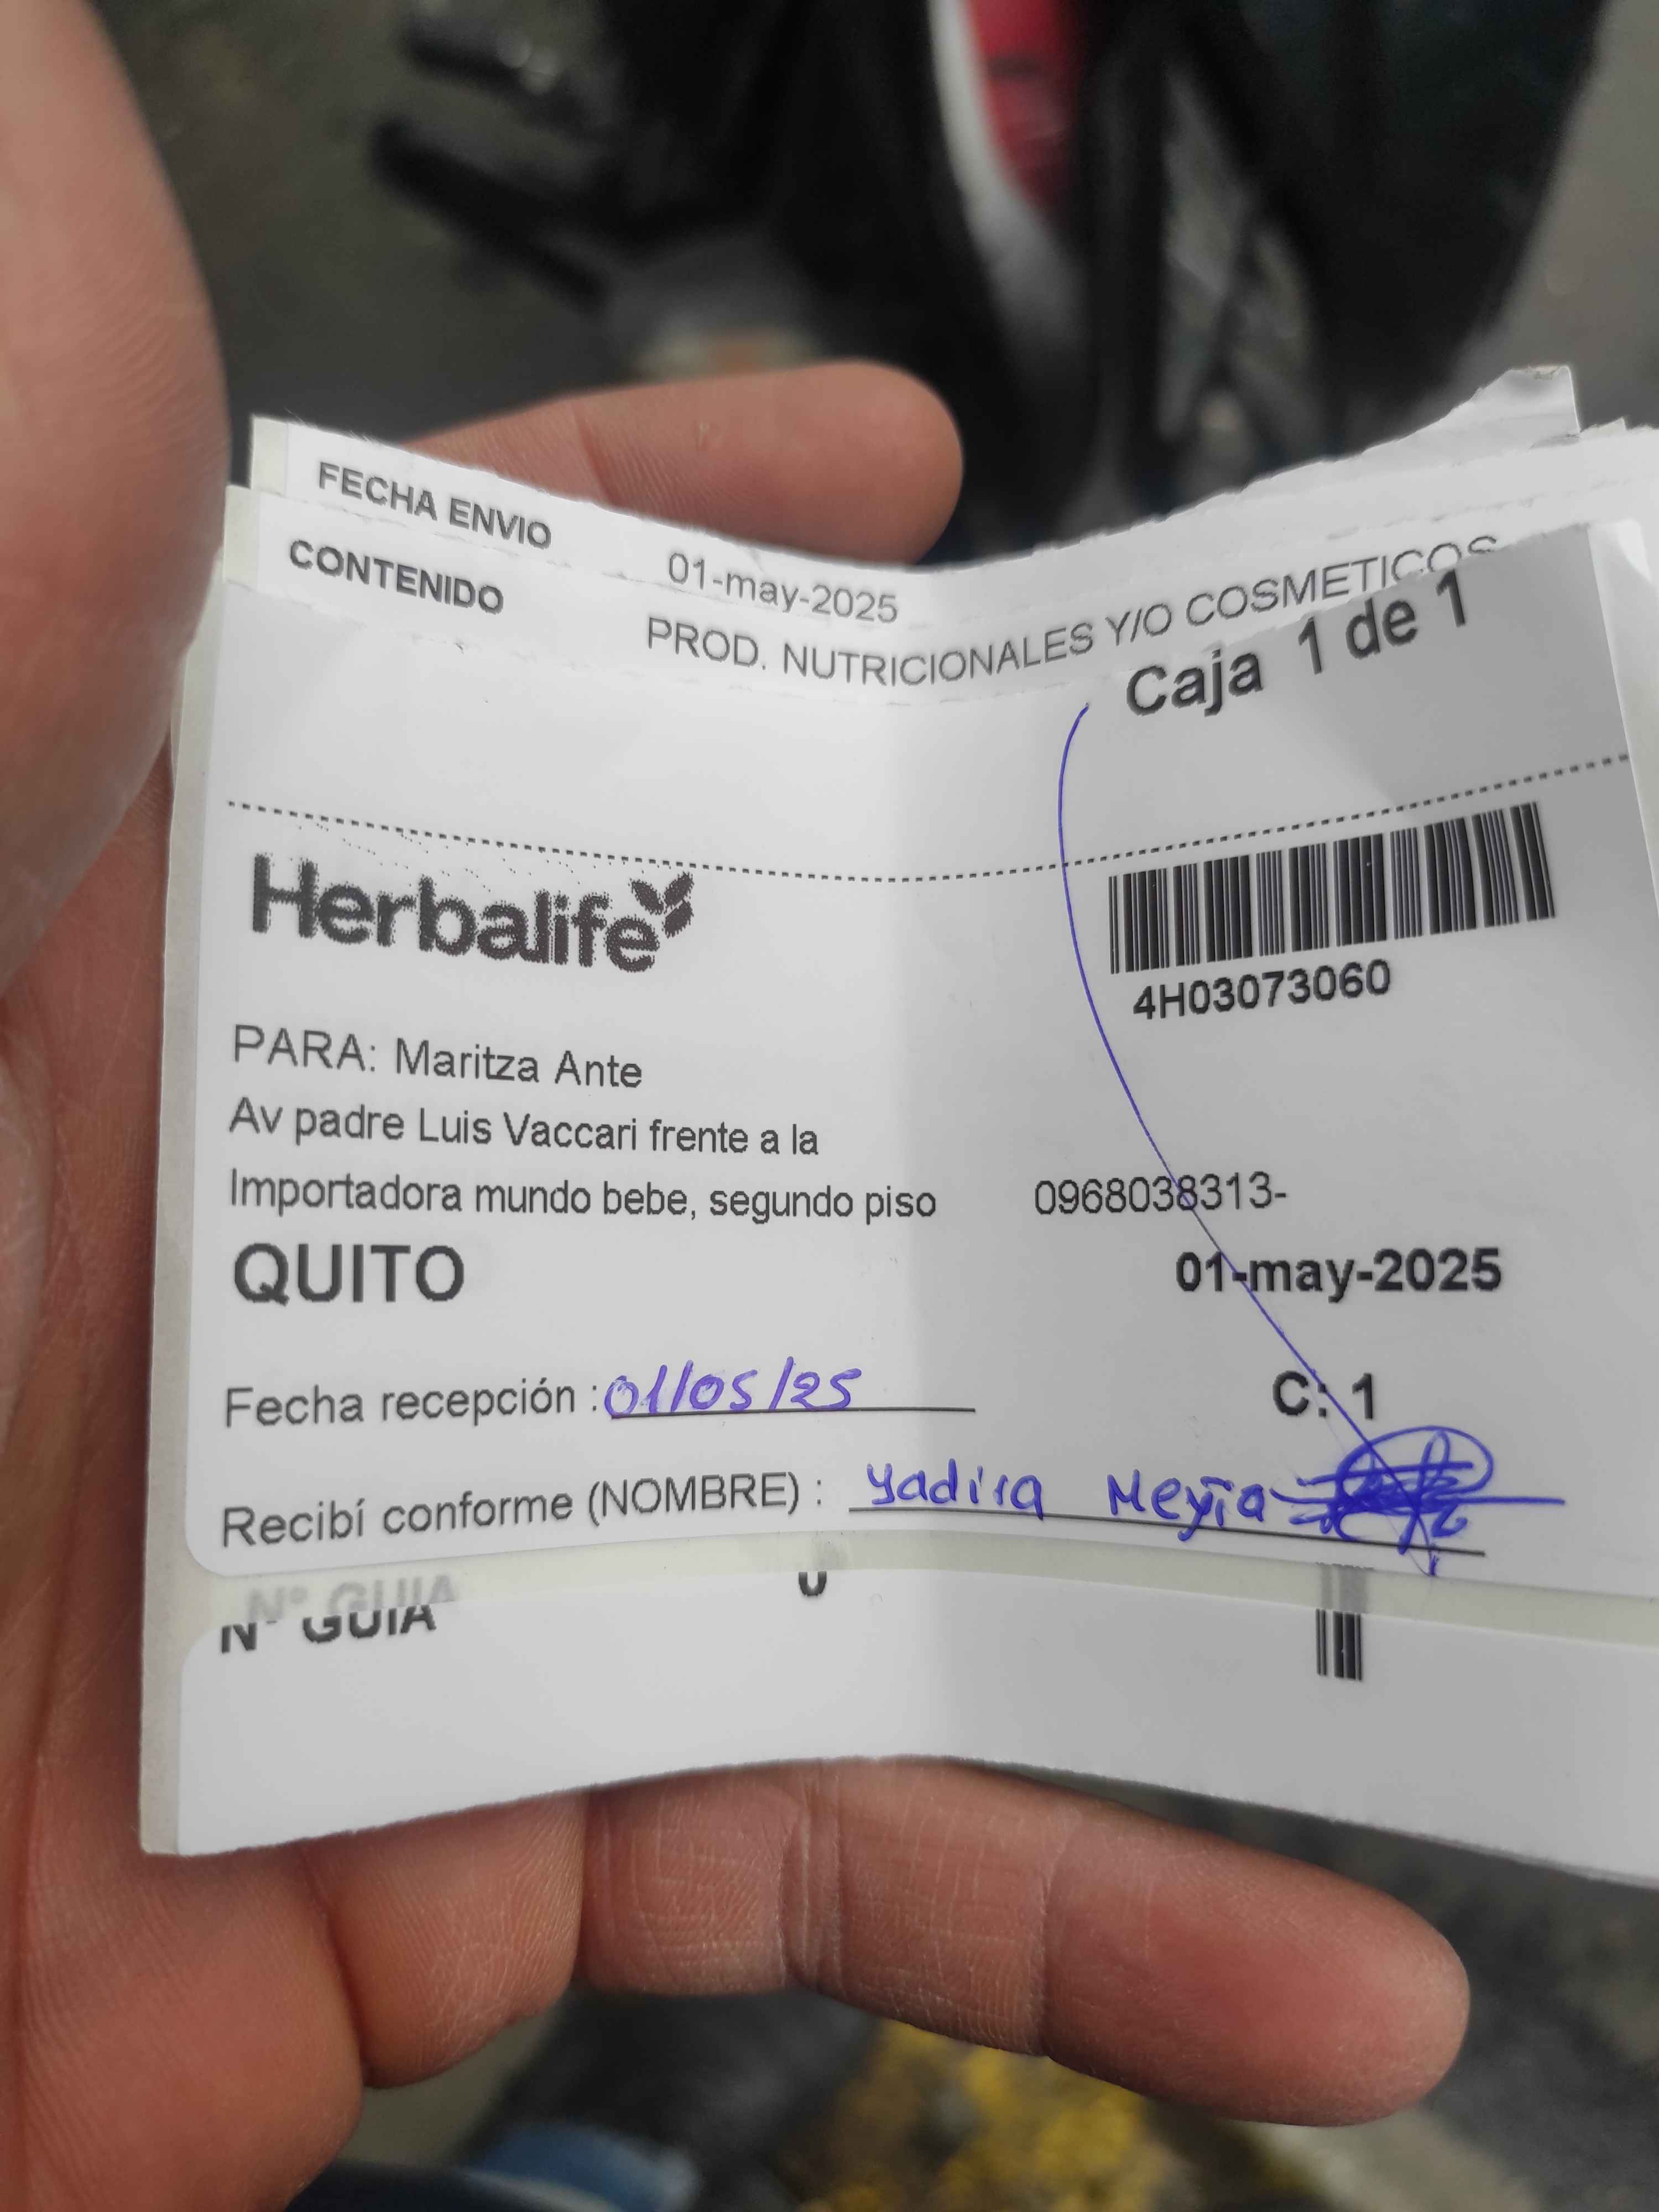 FECHA ENVIO 01-may-2025
CONTENIDO PROD. NUTRICIONALES Y/O COSMETICOS
Caja 1 de 1
Herbalife
4H03073060
PARA: Maritza Ante
Av padre Luis Vaccari frente a la
Importadora mundo bebe, segundo piso 0968038313-
QUITO 01-may-2025
Fecha recepción : 01/05/25 C: 1
Recibí conforme (NOMBRE) : Yadira Meyia
N° GUIA